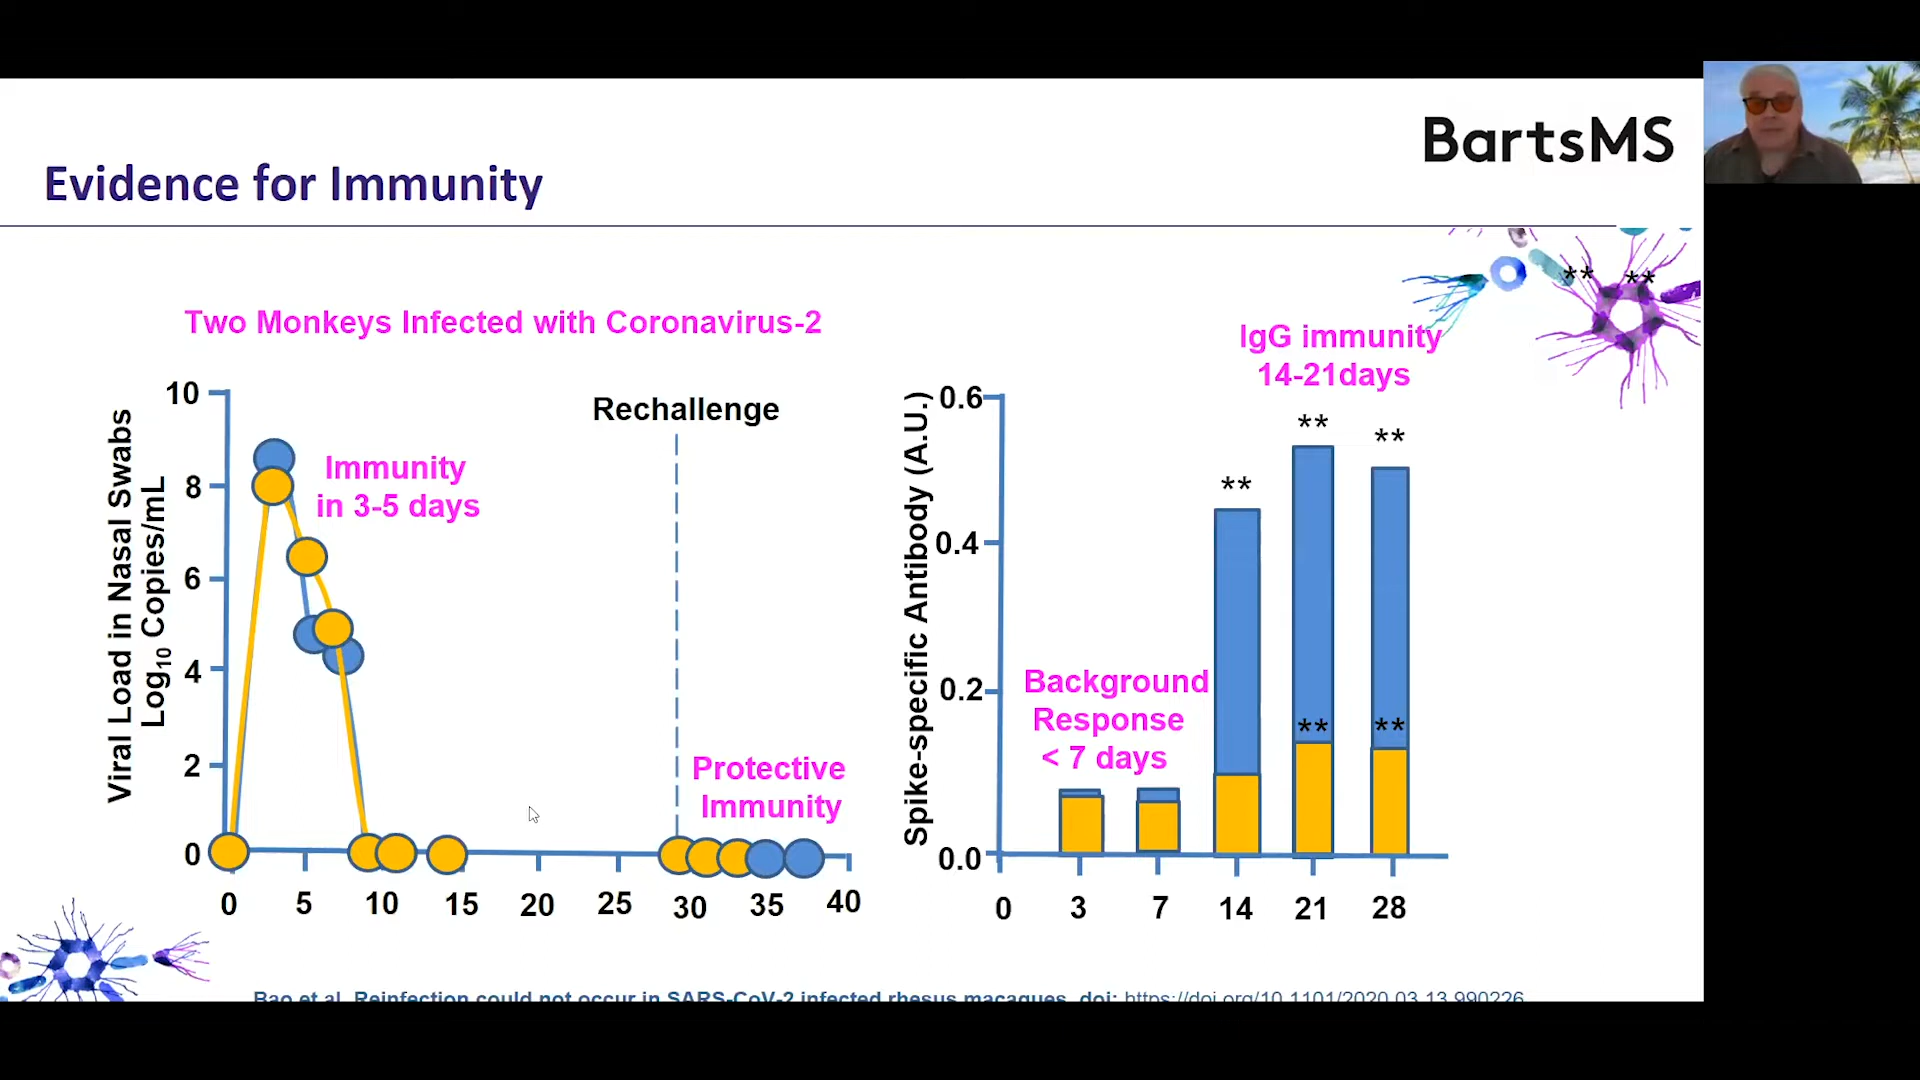 BartsMS
Evidence for Immunity
** **
Two Monkeys Infected with Coronavirus-2
Viral Load in Nasal Swabs
Log10 Copies/mL
10
8
6
4
2
0
Immunity
in 3-5 days
Rechallenge
Protective
Immunity
0 5 10 15 20 25 30 35 40
IgG immunity
14-21days
Spike-specific Antibody (A.U.)
0.6
0.4
0.2
0.0
Background
Response
< 7 days
**
**
**
**
**
0 3 7 14 21 28
Bao et al. Reinfection could not occur in SARS-CoV-2 infected rhesus macaques. doi: https://doi.org/10.1101/2020.03.13.990226